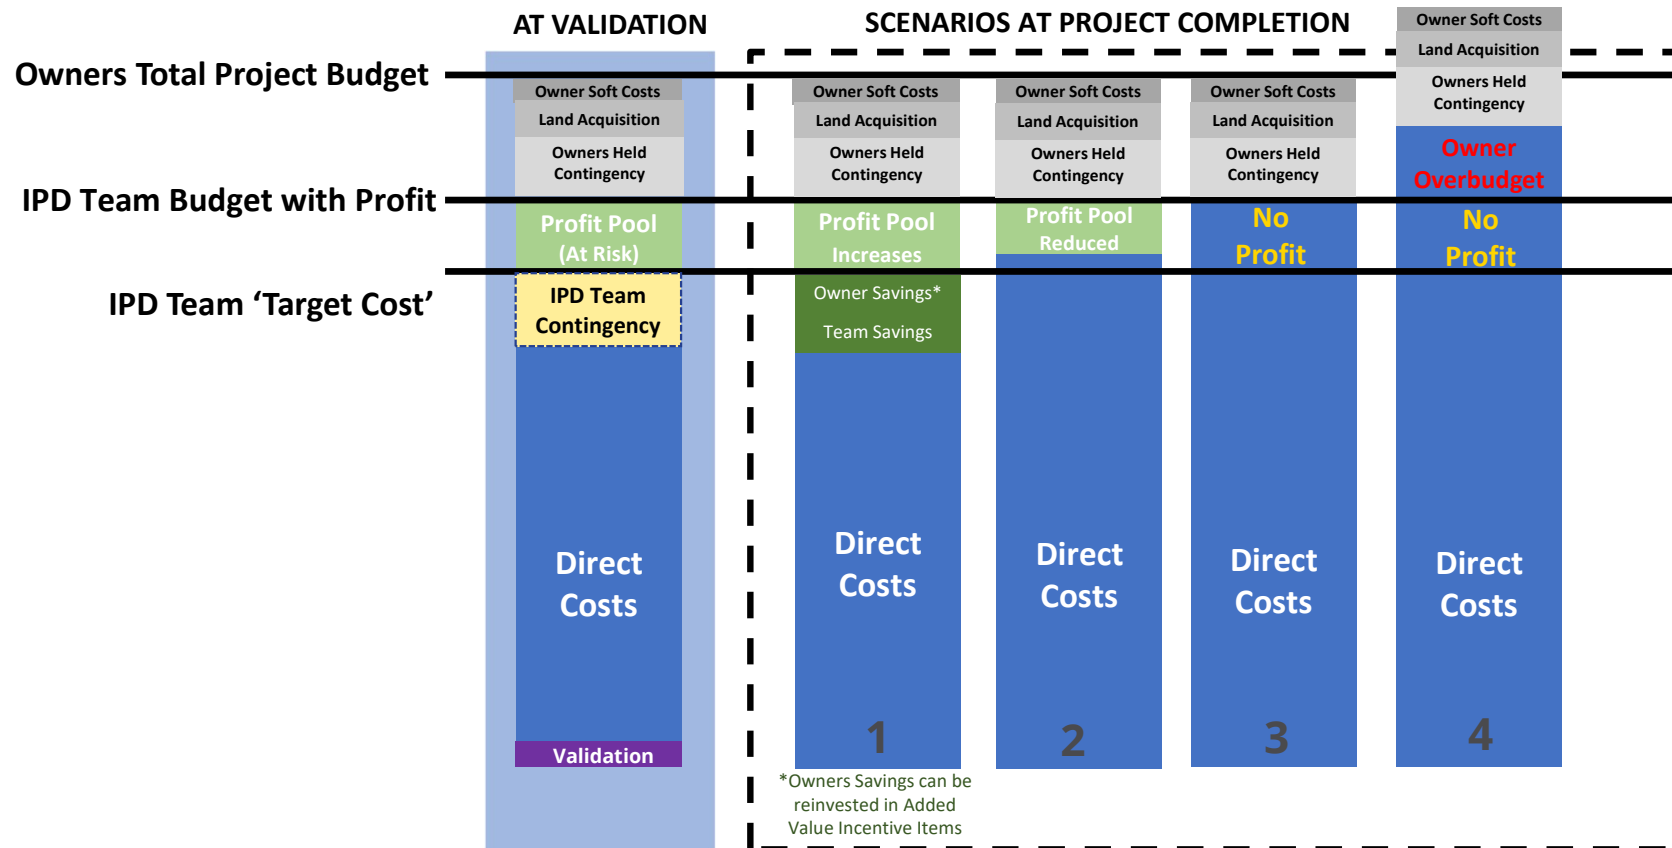 AT VALIDATION
SCENARIOS AT PROJECT COMPLETION
Owners Total Project Budget
IPD Team Budget with Profit
IPD Team ‘Target Cost’
Owner Soft Costs
Land Acquisition
Owners Held
Contingency
Profit Pool
(At Risk)
IPD Team
Contingency
Direct
Costs
Validation
Owner Soft Costs
Land Acquisition
Owners Held
Contingency
Profit Pool
Increases
Owner Savings*
Team Savings
Direct
Costs
1
*Owners Savings can be
reinvested in Added
Value Incentive Items
Owner Soft Costs
Land Acquisition
Owners Held
Contingency
Profit Pool
Reduced
Direct
Costs
2
Owner Soft Costs
Land Acquisition
Owners Held
Contingency
No
Profit
Direct
Costs
3
Owner Soft Costs
Land Acquisition
Owners Held
Contingency
Owner
Overbudget
No
Profit
Direct
Costs
4